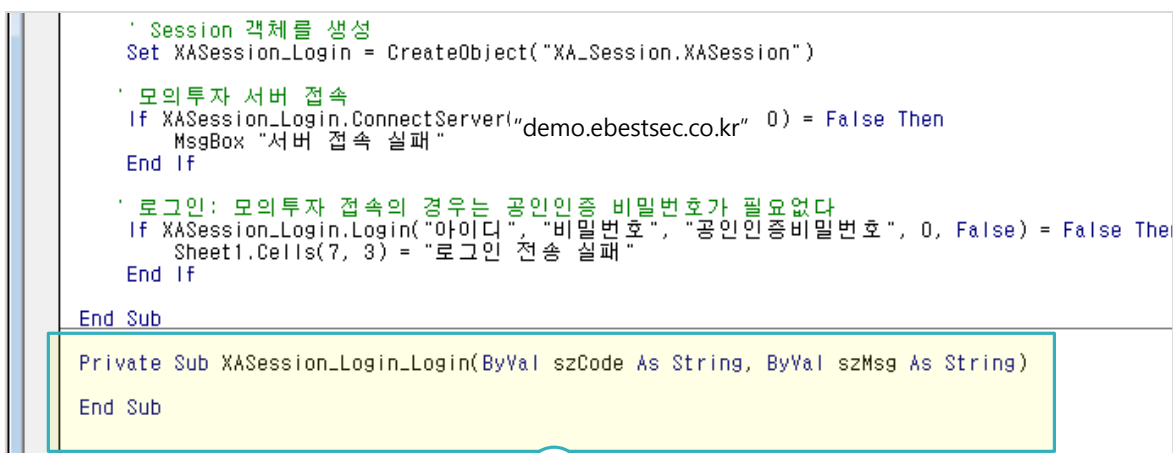 ' Session 객체를 생성
Set XASession_Login = CreateObject("XA_Session.XASession")
' 모의투자 서버 접속
If XASession_Login.ConnectServer("demo.ebestsec.co.kr" 0) = False Then
MsgBox "서버 접속 실패"
End If
' 로그인: 모의투자 접속의 경우는 공인인증 비밀번호가 필요없다
If XASession_Login.Login("아이디", "비밀번호", "공인인증비밀번호", 0, False) = False The
Sheet1.Cells(7, 3) = "로그인 전송 실패"
End If
End Sub
Private Sub XASession_Login_Login(ByVal szCode As String, ByVal szMsg As String)
End Sub